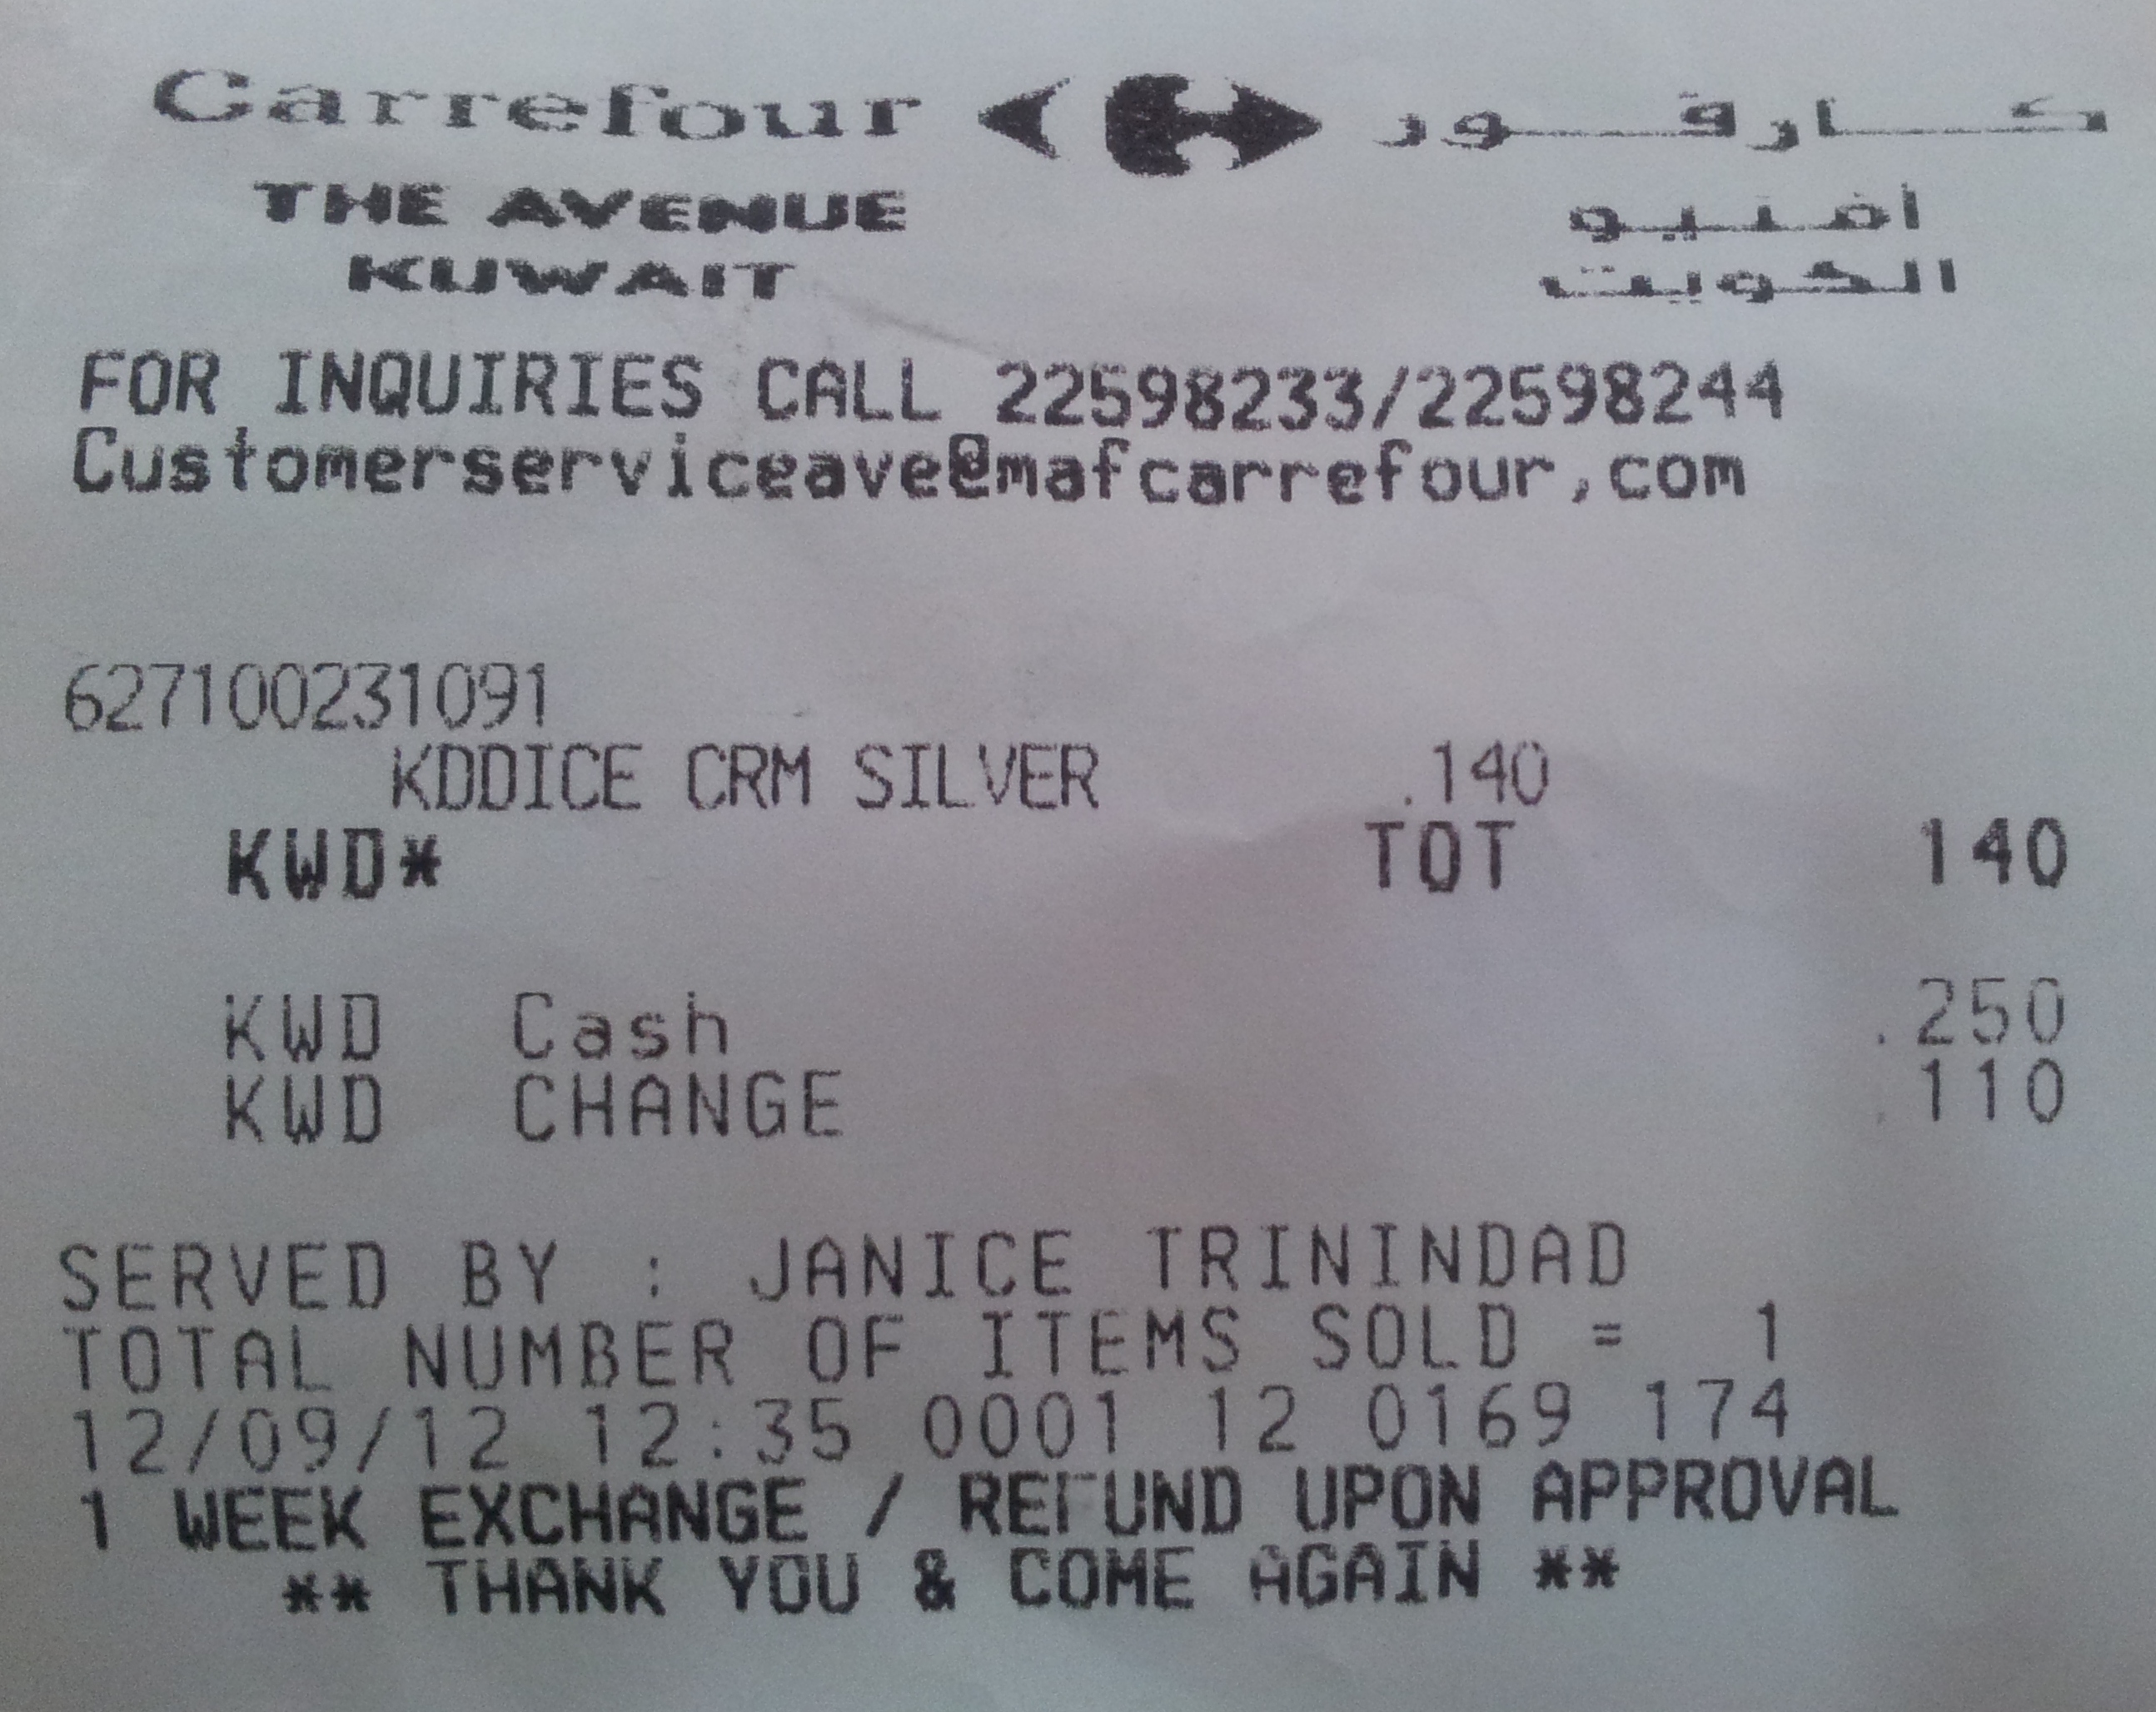 Carrefour كارفور
THE AVENUE افنيو
KUWAIT الكويت
FOR INQUIRIES CALL 22598233/22598244
Customerserviceave@mafcarrefour.com
627100231091
KDDICE CRM SILVER .140
KWD* TOT 140
KWD Cash .250
KWD CHANGE .110
SERVED BY : JANICE TRININDAD
TOTAL NUMBER OF ITEMS SOLD = 1
12/09/12 12:35 0001 12 0169 174
1 WEEK EXCHANGE / REFUND UPON APPROVAL
** THANK YOU & COME AGAIN **